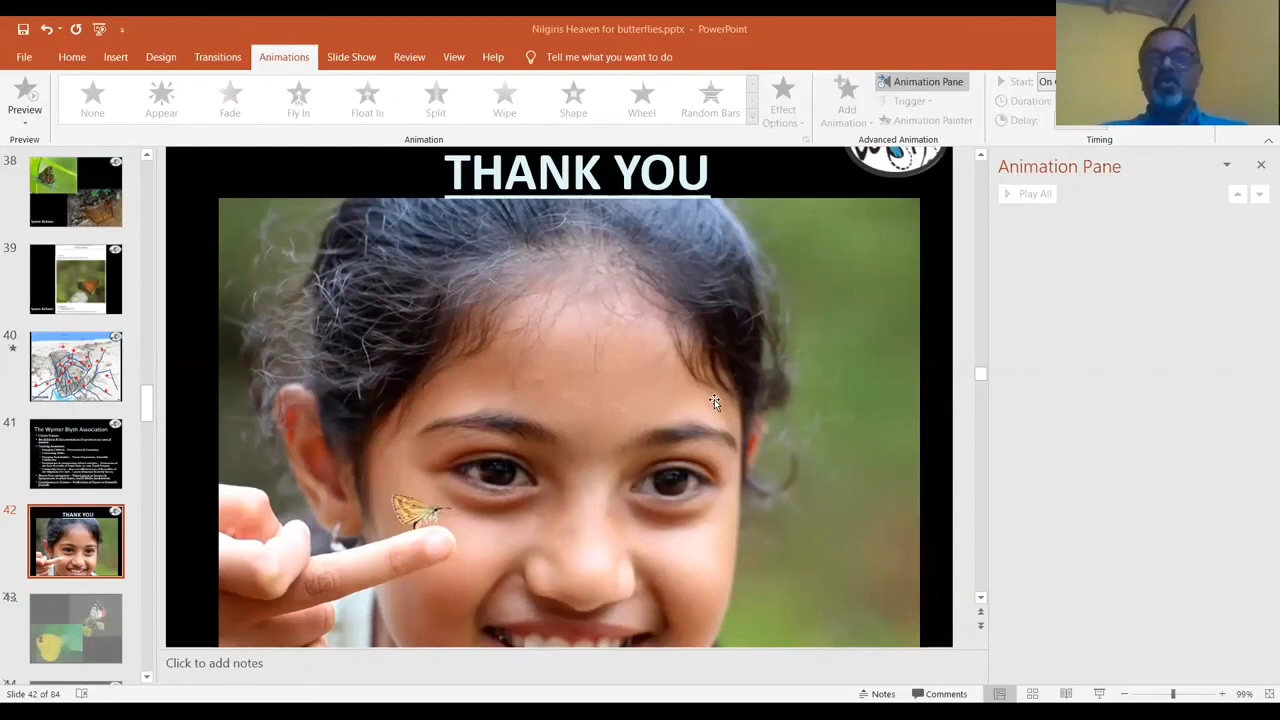 Nilgiris Heaven for butterflies.pptx - PowerPoint
File Home Insert Design Transitions Animations Slide Show Review View Help Tell me what you want to do
Preview
None Appear Fade Fly In Float In Split Wipe Shape Wheel Random Bars
Effect Options
Add Animation
Animation Pane
Trigger
Animation Painter
Start: On
Duration:
Delay:
Preview Animation Advanced Animation Timing
38
39
40
41
The Wynter Blyth Association
42
THANK YOU
43
44
THANK YOU
Animation Pane
Play All
Click to add notes
Slide 42 of 84
Notes Comments 99%